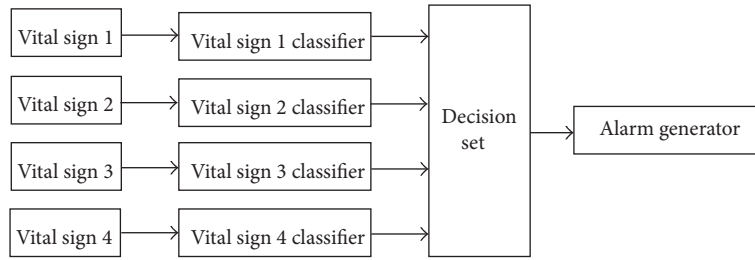 Vital sign 1
Vital sign 1 classifier
Vital sign 2
Vital sign 2 classifier
Vital sign 3
Vital sign 3 classifier
Vital sign 4
Vital sign 4 classifier
Decision
set
Alarm generator